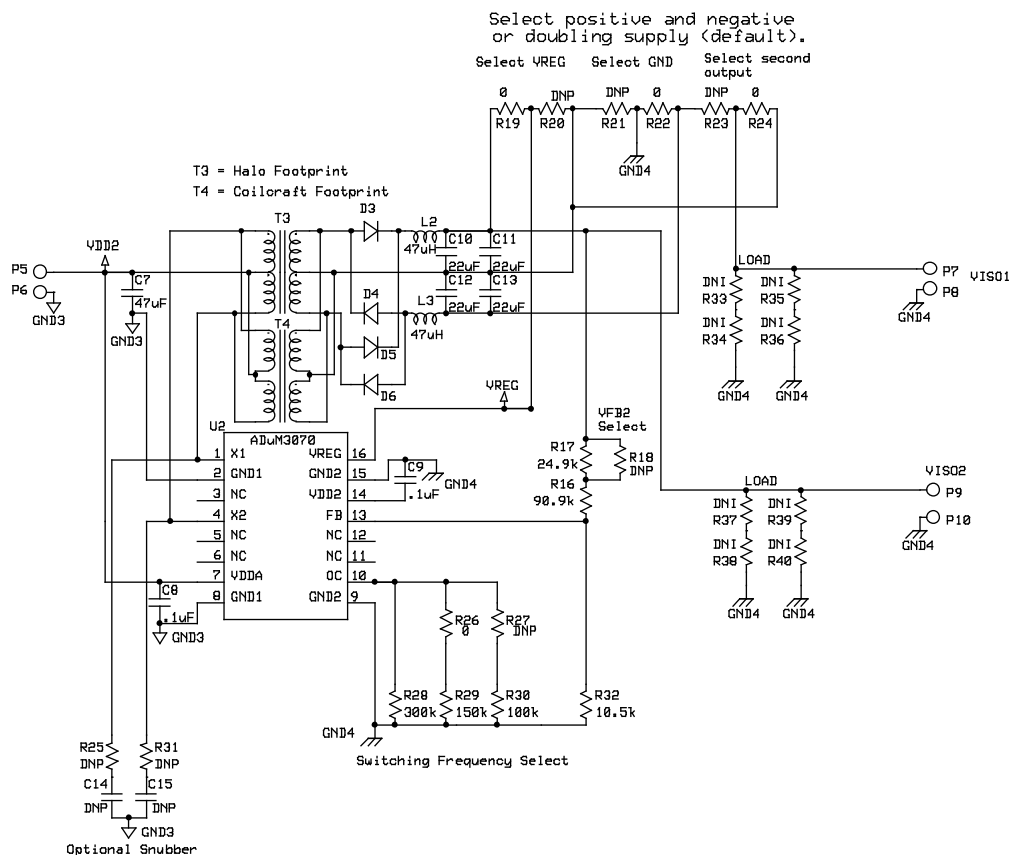 Select positive and negative
or doubling supply (default).
Select VREG
Select GND
Select second
output
0
DNP
DNP
0
DNP
0
R19
R20
R21
R22
R23
R24
GND4
T3 = Halo Footprint
T4 = Coilcraft Footprint
T3
D3
L2
47uH
C10
C11
22uF
22uF
C12
C13
22uF
22uF
VDD2
P5
P6
GND3
C7
47uF
GND3
T4
D4
L3
47uH
D5
D6
LOAD
DNI
R33
DNI
R35
DNI
R34
DNI
R36
GND4
GND4
P7
VISO1
P8
GND4
VREG
VFB2
Select
R17
24.9k
R18
DNP
R16
90.9k
U2
ADuM3070
1 X1
VREG 16
2 GND1
GND2 15
3 NC
VDD2 14
4 X2
FB 13
5 NC
NC 12
6 NC
NC 11
7 VDDA
OC 10
8 GND1
GND2 9
C9
.1uF
GND4
C8
.1uF
GND3
LOAD
VISO2
P9
P10
GND4
DNI
R37
DNI
R39
DNI
R38
DNI
R40
GND4
GND4
R26
0
R27
DNP
R28
300k
R29
150k
R30
100k
R32
10.5k
GND4
Switching Frequency Select
R25
DNP
R31
DNP
C14
DNP
C15
DNP
GND3
Optional Snubber